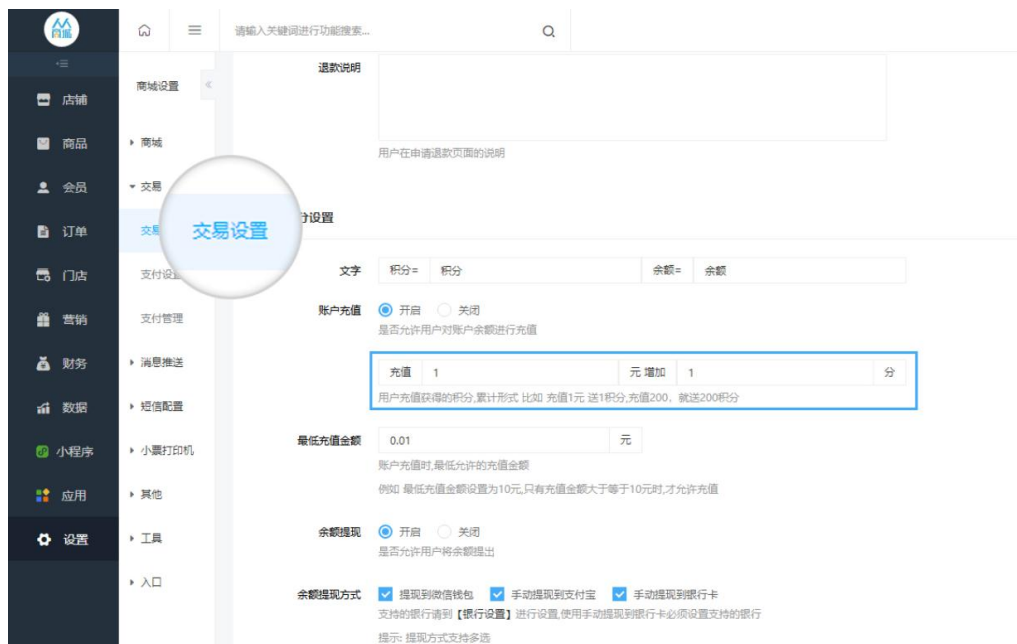 请输入关键词进行功能搜索...
商城设置
店铺
商品
会员
订单
门店
营销
财务
数据
小程序
应用
设置
商城
交易
交易设置
支付设置
支付管理
消息推送
短信配置
小票打印机
其他
工具
入口
退款说明
用户在申请退款页面的说明
分设置
文字 积分= 积分 余额= 余额
账户充值 开启 关闭
是否允许用户对账户余额进行充值
充值 1 元 增加 1 分
用户充值获得的积分,累计形式 比如 充值1元 送1积分,充值200，就送200积分
最低充值金额 0.01 元
账户充值时,最低允许的充值金额
例如 最低充值金额设置为10元,只有充值金额大于等于10元时,才允许充值
余额提现 开启 关闭
是否允许用户将余额提出
余额提现方式 提现到微信钱包 手动提现到支付宝 手动提现到银行卡
支持的银行请到【银行设置】进行设置,使用手动提现到银行卡必须设置支持的银行
提示: 提现方式支持多选